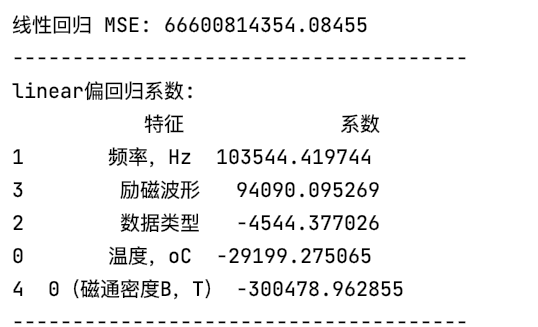 线性回归 MSE: 66600814354.08455
--------------------------------------
linear偏回归系数:
特征 系数
1 频率，Hz 103544.419744
3 励磁波形 94090.095269
2 数据类型 -4544.377026
0 温度，oC -29199.275065
4 0（磁通密度B，T） -300478.962855
--------------------------------------